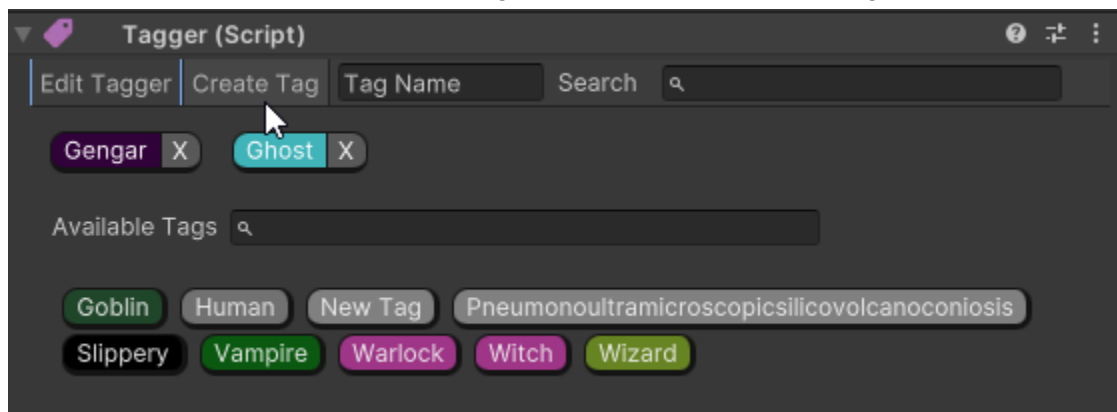 Tagger (Script)
Edit Tagger Create Tag Tag Name Search
Gengar X Ghost X
Available Tags
Goblin Human New Tag Pneumonoultramicroscopicsilicovolcanoconiosis
Slippery Vampire Warlock Witch Wizard